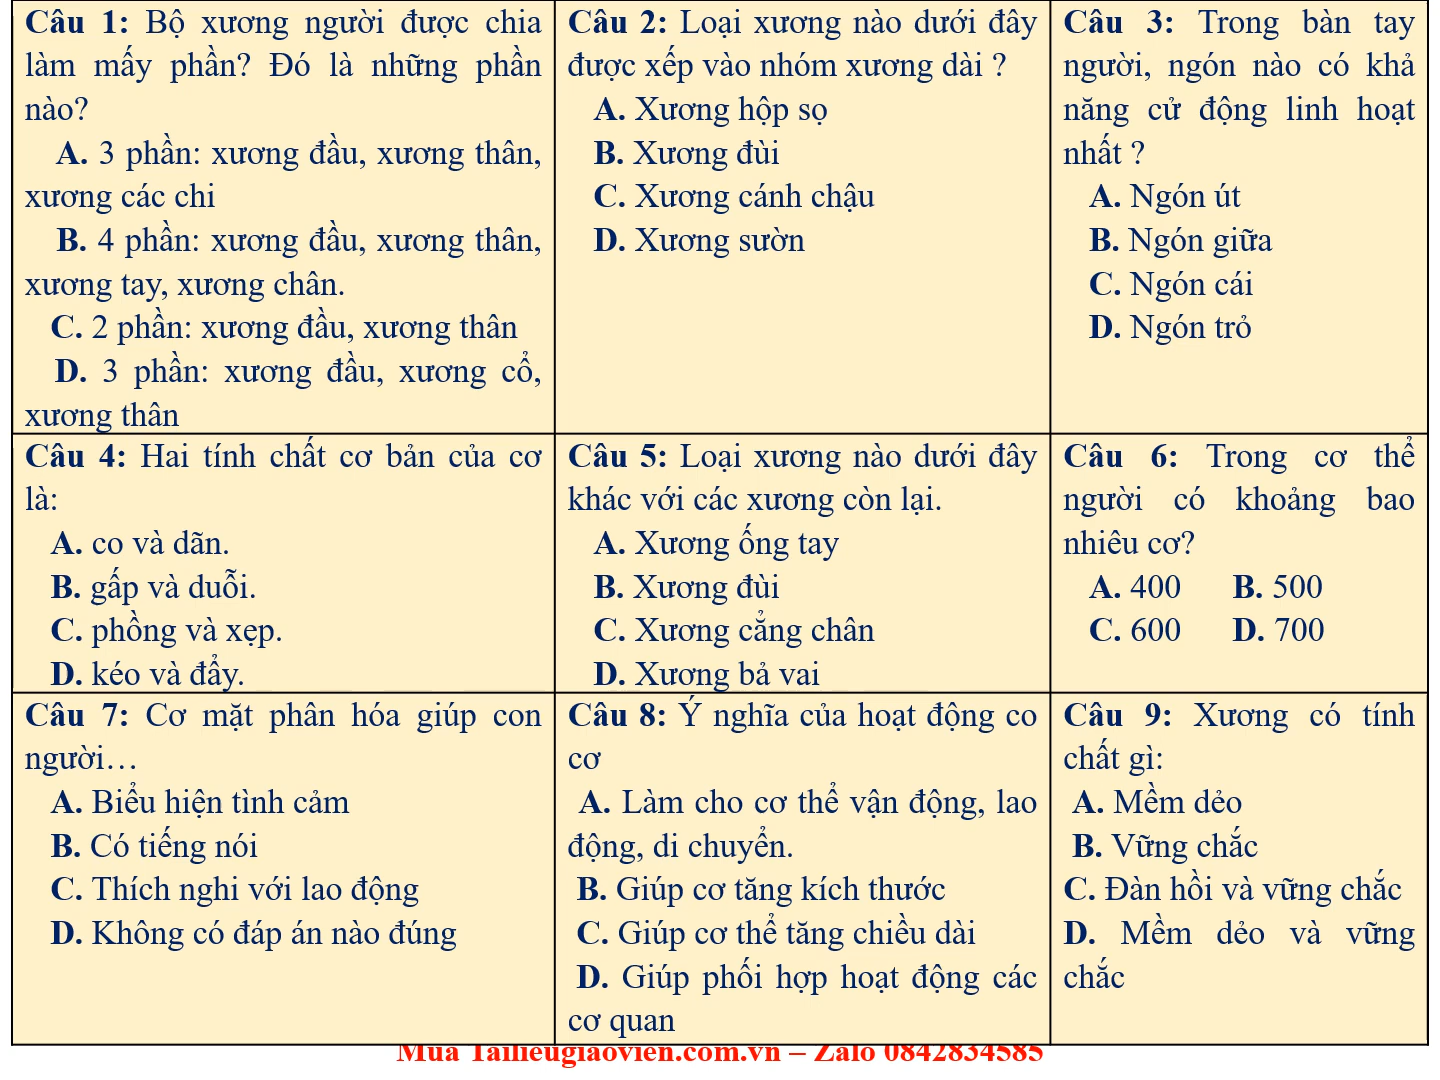 Câu 1: Bộ xương người được chia
làm mấy phần? Đó là những phần
nào?
A. 3 phần: xương đầu, xương thân,
xương các chi
B. 4 phần: xương đầu, xương thân,
xương tay, xương chân.
C. 2 phần: xương đầu, xương thân
D. 3 phần: xương đầu, xương cổ,
xương thân
Câu 2: Loại xương nào dưới đây
được xếp vào nhóm xương dài ?
A. Xương hộp sọ
B. Xương đùi
C. Xương cánh chậu
D. Xương sườn
Câu 3: Trong bàn tay
người, ngón nào có khả
năng cử động linh hoạt
nhất ?
A. Ngón út
B. Ngón giữa
C. Ngón cái
D. Ngón trỏ
Câu 4: Hai tính chất cơ bản của cơ
là:
A. co và dãn.
B. gấp và duỗi.
C. phồng và xẹp.
D. kéo và đẩy.
Câu 5: Loại xương nào dưới đây
khác với các xương còn lại.
A. Xương ống tay
B. Xương đùi
C. Xương cẳng chân
D. Xương bả vai
Câu 6: Trong cơ thể
người có khoảng bao
nhiêu cơ?
A. 400 B. 500
C. 600 D. 700
Câu 7: Cơ mặt phân hóa giúp con
người…
A. Biểu hiện tình cảm
B. Có tiếng nói
C. Thích nghi với lao động
D. Không có đáp án nào đúng
Câu 8: Ý nghĩa của hoạt động co
cơ
A. Làm cho cơ thể vận động, lao
động, di chuyển.
B. Giúp cơ tăng kích thước
C. Giúp cơ thể tăng chiều dài
D. Giúp phối hợp hoạt động các
cơ quan
Câu 9: Xương có tính
chất gì:
A. Mềm dẻo
B. Vững chắc
C. Đàn hồi và vững chắc
D. Mềm dẻo và vững
chắc
Mua Tailieugiaovien.com.vn – Zalo 0842834585